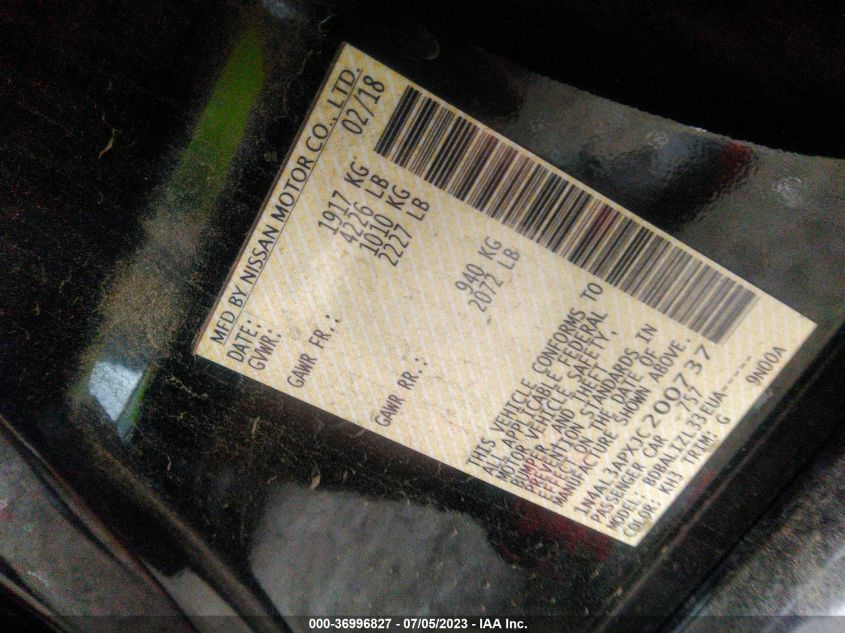 MFD BY NISSAN MOTOR CO., LTD.
DATE: 02/18
GVWR: 1917 KG
4226 LB
GAWR FR.: 1010 KG
2227 LB
GAWR RR.: 940 KG
2072 LB
THIS VEHICLE CONFORMS TO
ALL APPLICABLE FEDERAL
MOTOR VEHICLE SAFETY,
BUMPER AND THEFT
PREVENTION STANDARDS IN
EFFECT ON THE DATE OF
MANUFACTURE SHOWN ABOVE.
1N4AL3APXJC200737
PASSENGER CAR 757
MODEL: BDBALIZL33EUA-----
COLOR: KH3 TRIM: G 9N00A
000-36996827 - 07/05/2023 - IAA Inc.